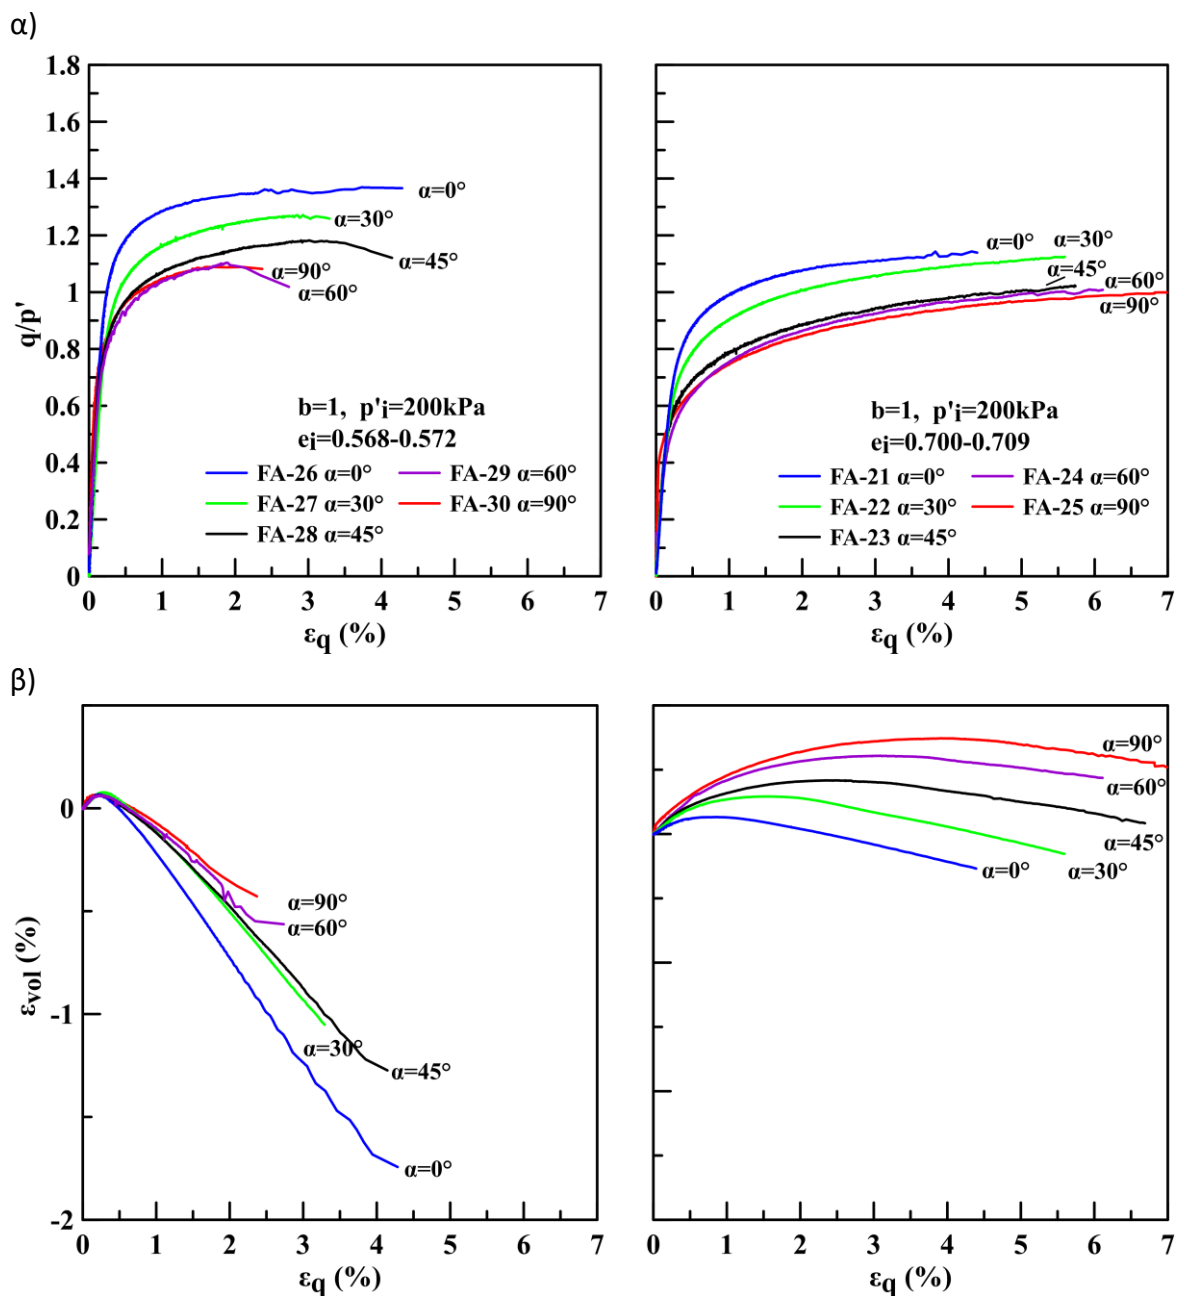 α)
1.8
1.6
1.4
1.2
1
0.8
0.6
0.4
0.2
0
q/p'
α=0°
α=30°
α=45°
α=90°
α=60°
b=1, p'i=200kPa
ei=0.568-0.572
FA-26 α=0° FA-29 α=60°
FA-27 α=30° FA-30 α=90°
FA-28 α=45°
0 1 2 3 4 5 6 7
εq (%)
α=0°
α=30°
α=45°
α=60°
α=90°
b=1, p'i=200kPa
ei=0.700-0.709
FA-21 α=0° FA-24 α=60°
FA-22 α=30° FA-25 α=90°
FA-23 α=45°
0 1 2 3 4 5 6 7
εq (%)
β)
0
-1
-2
εvol (%)
α=90°
α=60°
α=30°
α=45°
α=0°
0 1 2 3 4 5 6 7
εq (%)
α=90°
α=60°
α=45°
α=0°
α=30°
0 1 2 3 4 5 6 7
εq (%)